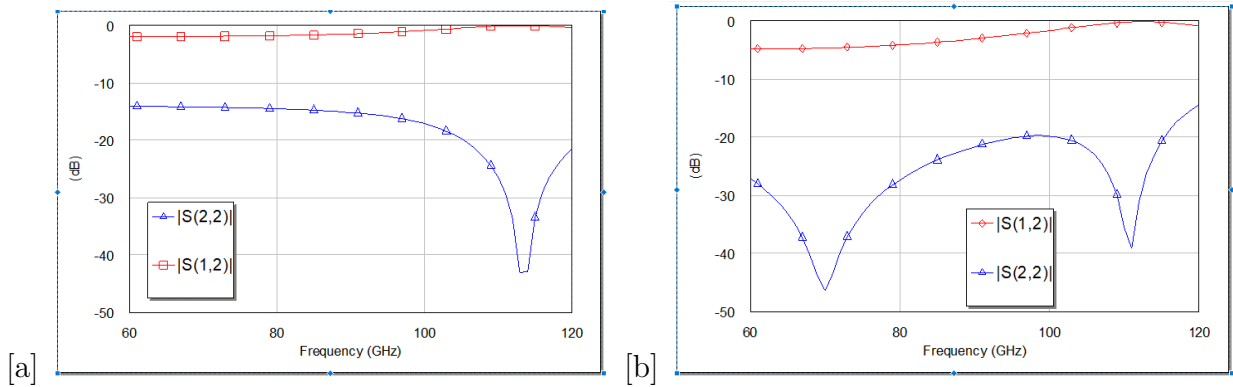 0
-10
-20
-30
-40
-50
(dB)
|S(2,2)|
|S(1,2)|
60
80
100
120
Frequency (GHz)
[a]
0
-10
-20
-30
-40
-50
(dB)
|S(1,2)|
|S(2,2)|
60
80
100
120
Frequency (GHz)
[b]